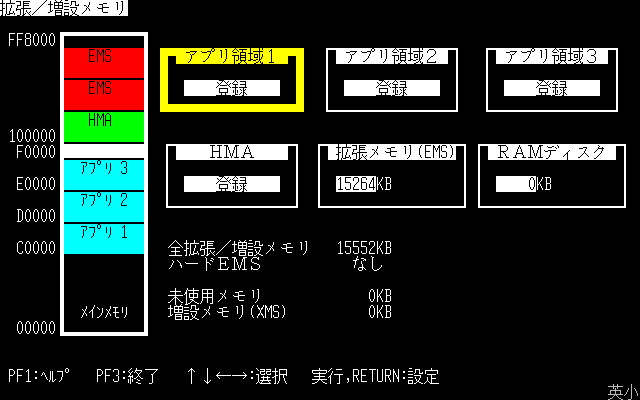 拡張／増設メモリ
FF8000
EMS
EMS
HMA
100000
F0000
ｱﾌﾟﾘ 3
E0000
ｱﾌﾟﾘ 2
D0000
ｱﾌﾟﾘ 1
C0000
ﾒｲﾝﾒﾓﾘ
00000
アプリ領域１
登録
アプリ領域２
登録
アプリ領域３
登録
ＨＭＡ
登録
拡張メモリ(EMS)
15264KB
ＲＡＭディスク
0KB
全拡張／増設メモリ 15552KB
ハードＥＭＳ なし
未使用メモリ 0KB
増設メモリ(XMS) 0KB
PF1:ﾍﾙﾌﾟ PF3:終了 ↑↓←→:選択 実行,RETURN:設定
英小